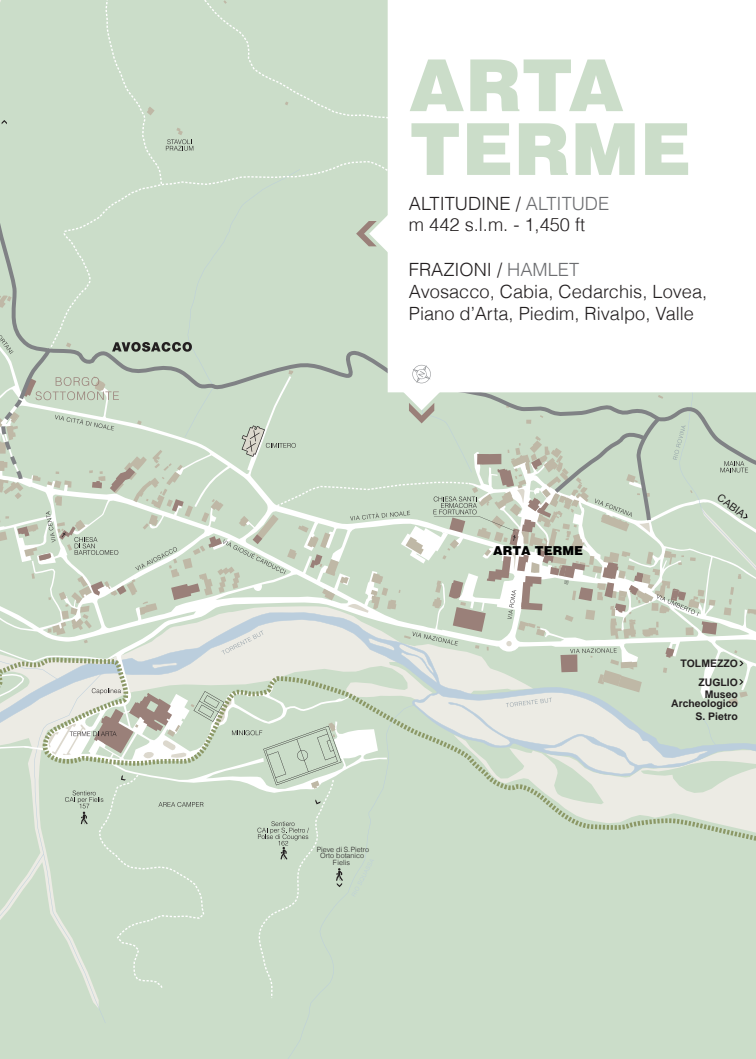 ARTA
TERME
ALTITUDINE / ALTITUDE
m 442 s.l.m. - 1,450 ft
FRAZIONI / HAMLET
Avosacco, Cabia, Cedarchis, Lovea,
Piano d'Arta, Piedim, Rivalpo, Valle
STAVOLI
PRAZIUM
AVOSACCO
BORGO
SOTTOMONTE
VIA CITTÀ DI NOALE
CIMITERO
RIO ROVINA
MAINA
MAINUTE
CABIA
CHIESA SANTI
ERMACORA
E FORTUNATO
VIA FONTANA
VIA CITTÀ DI NOALE
VIA GENTA
CHIESA
DI SAN
BARTOLOMEO
VIA AVOSACCO
VIA GIOSUE CARDUCCI
ARTA TERME
VIA ROMA
VIA UMBERTO I°
VIA NAZIONALE
VIA NAZIONALE
TORRENTE BUT
TOLMEZZO
ZUGLIO
Museo
Archeologico
S. Pietro
Capolinea
TORRENTE BUT
TERME DI ARTA
MINIGOLF
AREA CAMPER
Sentiero
CAI per Fielis
157
Sentiero
CAI per S. Pietro /
Polse di Cougnes
162
Pieve di S.Pietro
Orto botanico
Fielis